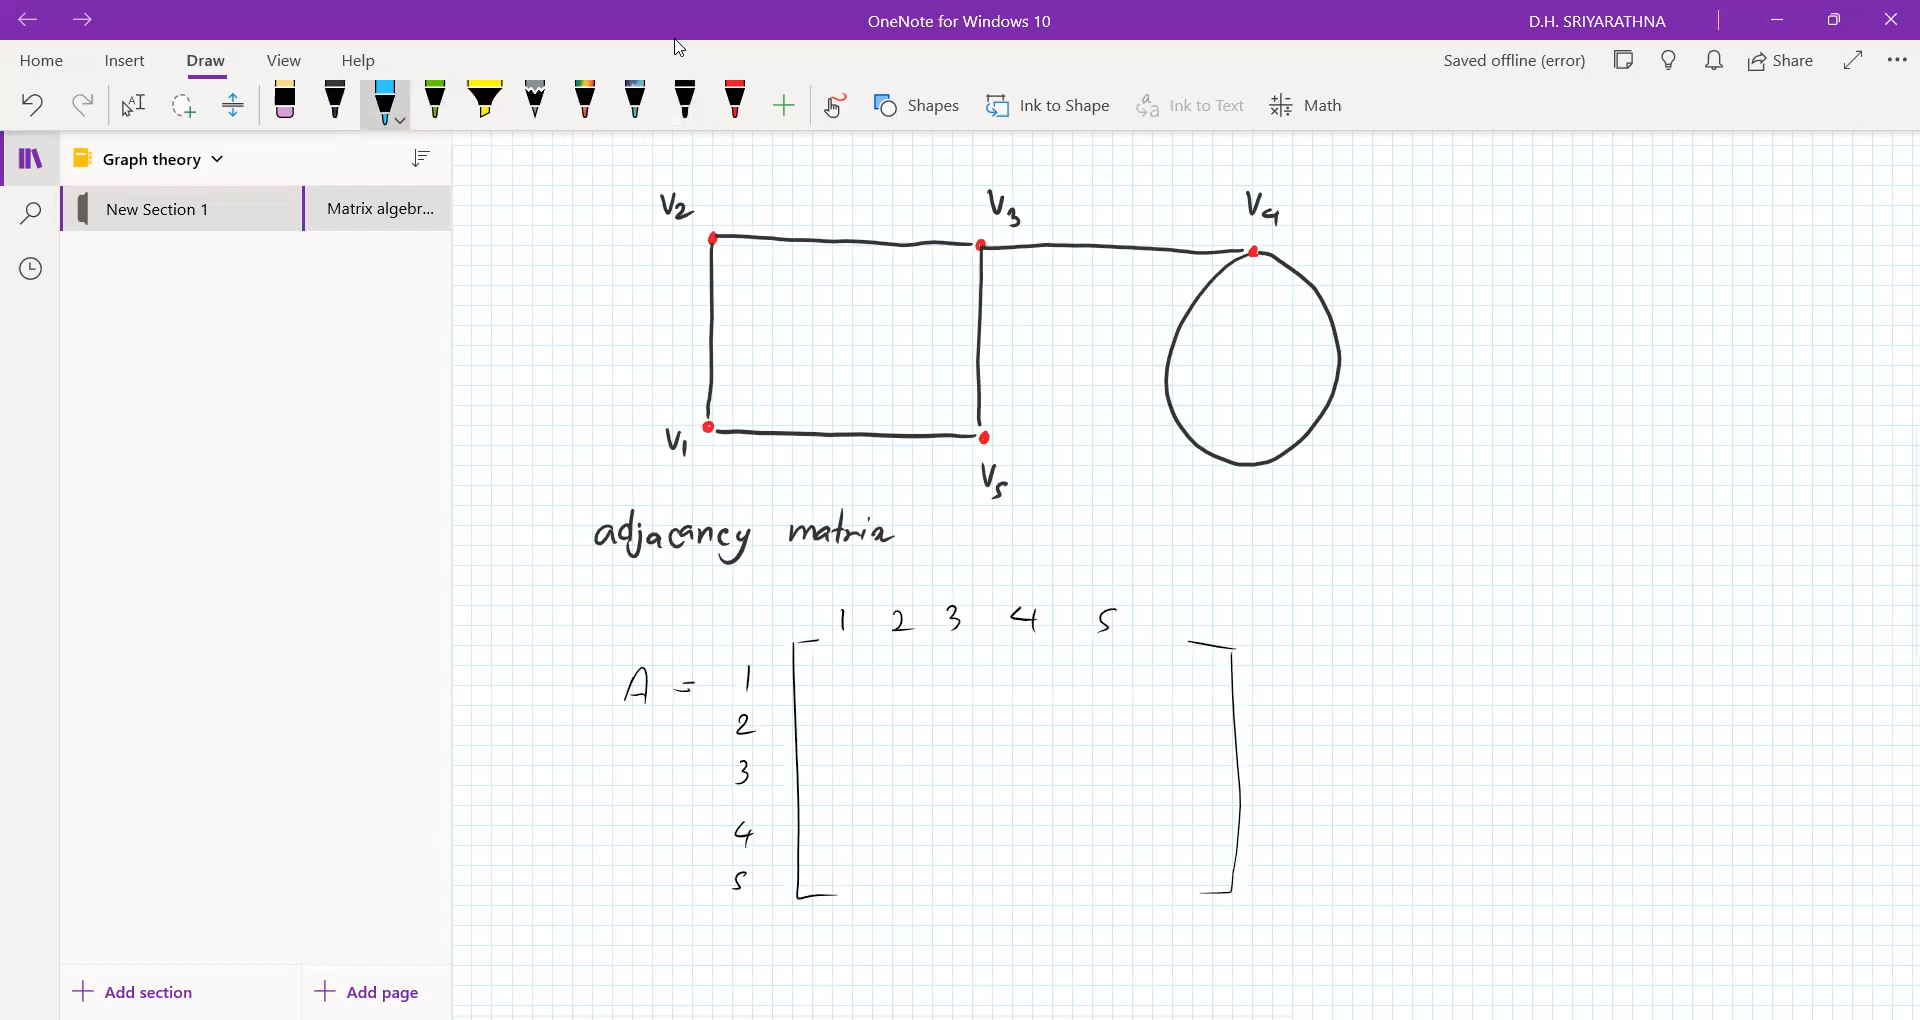 OneNote for Windows 10
D.H. SRIYARATHNA
Home Insert Draw View Help
Saved offline (error)
Share
Shapes Ink to Shape Ink to Text Math
Graph theory
New Section 1
Matrix algebr...
V2 V3 V4
V1
V5
adjacancy matrix
1 2 3 4 5
A = 1
2
3
4
5
Add section
Add page